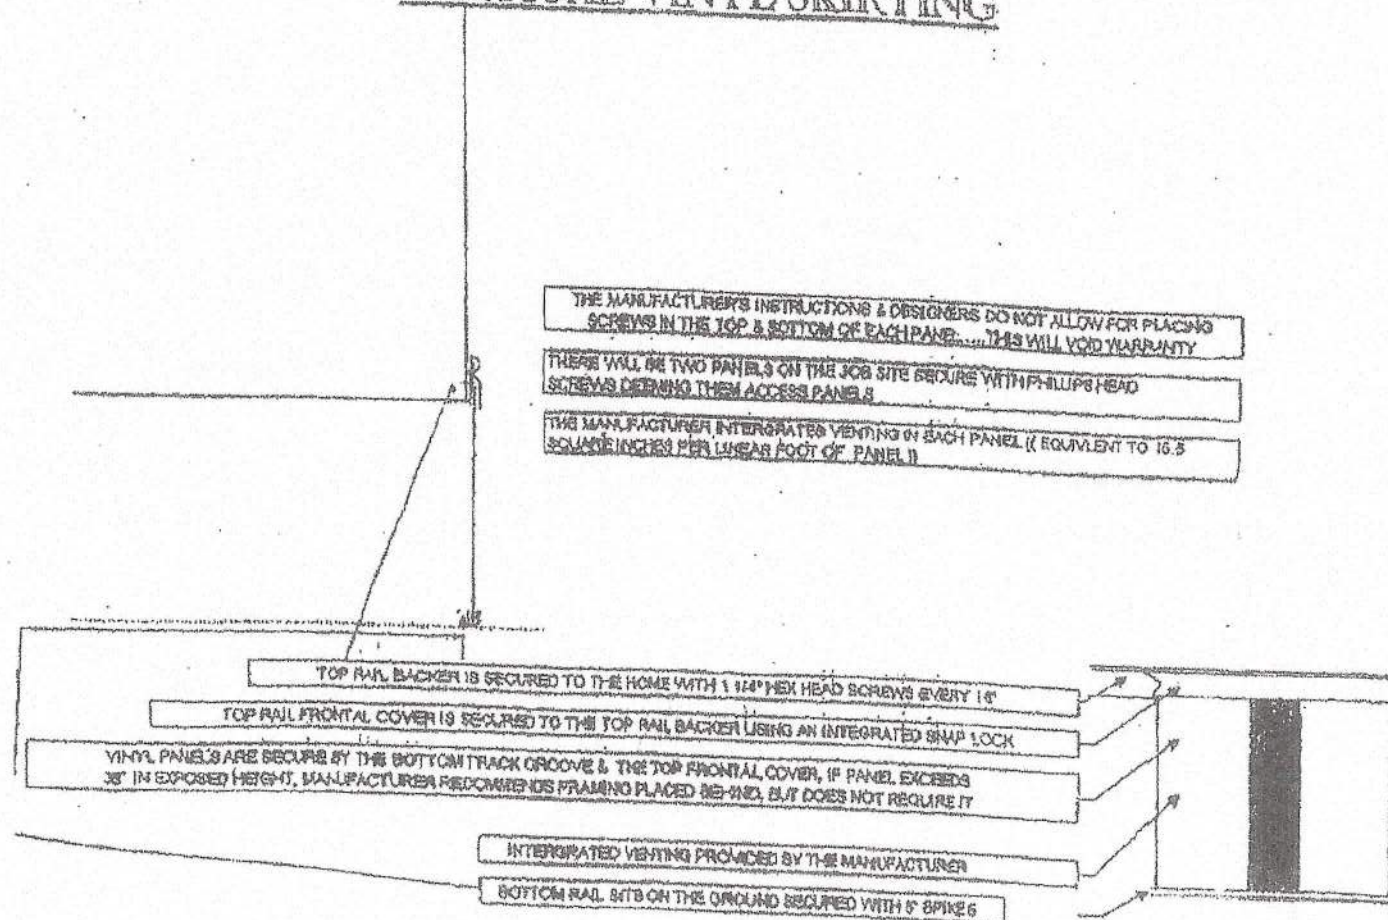 VINYL SKIRTING
THE MANUFACTURER'S INSTRUCTIONS & DESIGNERS DO NOT ALLOW FOR PLACING
SCREWS IN THE TOP & BOTTOM OF EACH PANEL.....THIS WILL VOID WARRANTY
THERE WILL BE TWO PANELS ON THE JOB SITE SECURE WITH PHILLIPS HEAD
SCREWS DEEMING THEM ACCESS PANELS
THE MANUFACTURER INTERGRATED VENTING IN EACH PANEL (( EQUIVLENT TO 16.5
SQUARE INCHES PER LINEAR FOOT OF PANEL ))
TOP RAIL BACKER IS SECURED TO THE HOME WITH 1 1/4" HEX HEAD SCREWS EVERY
TOP RAIL FRONTAL COVER IS SECURED TO THE TOP RAIL BACKER USING AN INTEGRATED SNAP LOCK
VINYL PANELS ARE SECURE BY THE BOTTOM TRACK GROOVE & THE TOP FRONTAL COVER, IF PANEL EXCEEDS
IN EXPOSED HEIGHT, MANUFACTURER RECOMMENDS FRAMING PLACED BEHIND, BUT DOES NOT REQUIRE IT
INTERGRATED VENTING PROVIDED BY THE MANUFACTURER
BOTTOM RAIL SITS ON THE GROUND SECURED WITH SPIKES